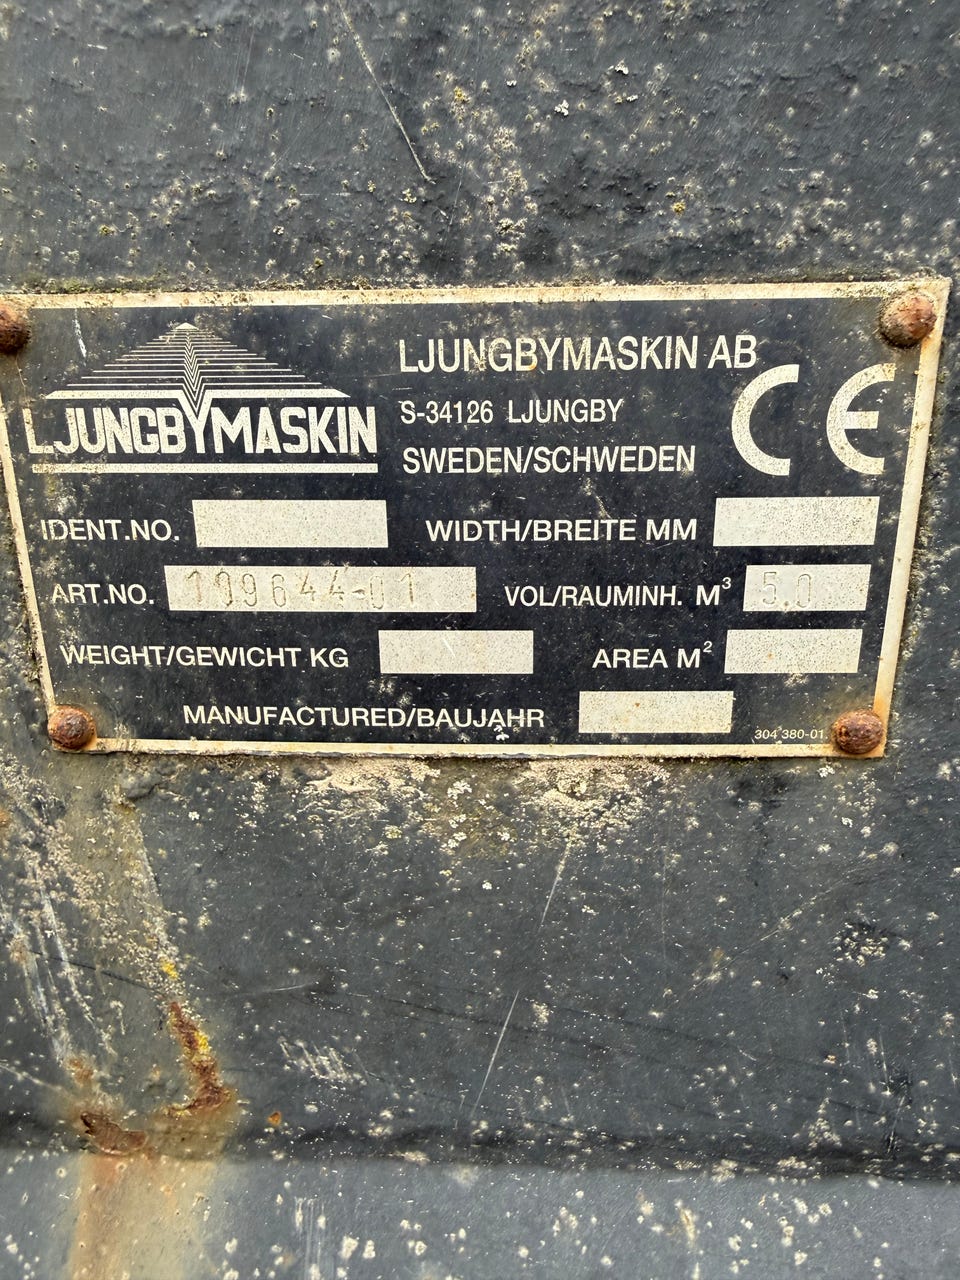 LJUNGBYMASKIN
LJUNGBYMASKIN AB
S-34126 LJUNGBY
SWEDEN/SCHWEDEN
CE
IDENT.NO.
WIDTH/BREITE MM
ART.NO. 109644-01
VOL/RAUMINH. M³ 5.0
WEIGHT/GEWICHT KG
AREA M²
MANUFACTURED/BAUJAHR
304 380-01